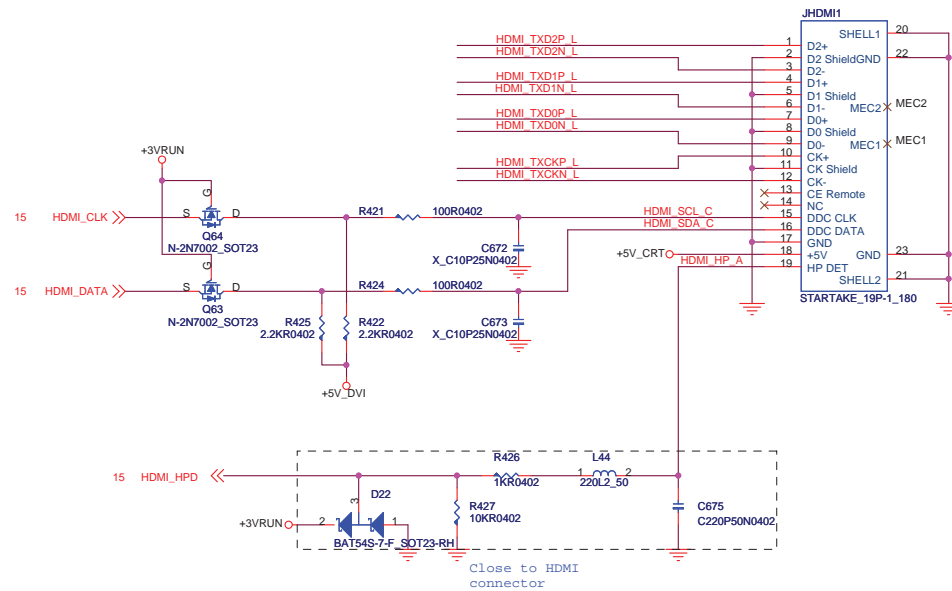 JHDMI1
SHELL1 20
HDMI_TXD2P_L 1 D2+
HDMI_TXD2N_L 2 D2 Shield GND 22
3 D2-
HDMI_TXD1P_L 4 D1+
HDMI_TXD1N_L 5 D1 Shield
6 D1- MEC2 MEC2
HDMI_TXD0P_L 7 D0+
HDMI_TXD0N_L 8 D0 Shield
9 D0- MEC1 MEC1
+3VRUN
10 CK+
HDMI_TXCKP_L 11 CK Shield
HDMI_TXCKN_L 12 CK-
13 CE Remote
14 NC
G
15 HDMI_CLK S D R421 100R0402 HDMI_SCL_C 15 DDC CLK
HDMI_SDA_C 16 DDC DATA
Q64
N-2N7002_SOT23
C672
X_C10P25N0402
17 GND
+5V_CRT 18 +5V GND 23
HDMI_HP_A 19 HP DET
SHELL2 21
G
15 HDMI_DATA S D R424 100R0402
STARTAKE_19P-1_180
Q63
N-2N7002_SOT23
R425
2.2KR0402
R422
2.2KR0402
C673
X_C10P25N0402
+5V_DVI
R426
1KR0402
L44
1 2
220L2_50
15 HDMI_HPD
D22
3
R427
10KR0402
C675
C220P50N0402
+3VRUN 2 1
BAT54S-7-F_SOT23-RH
Close to HDMI
connector